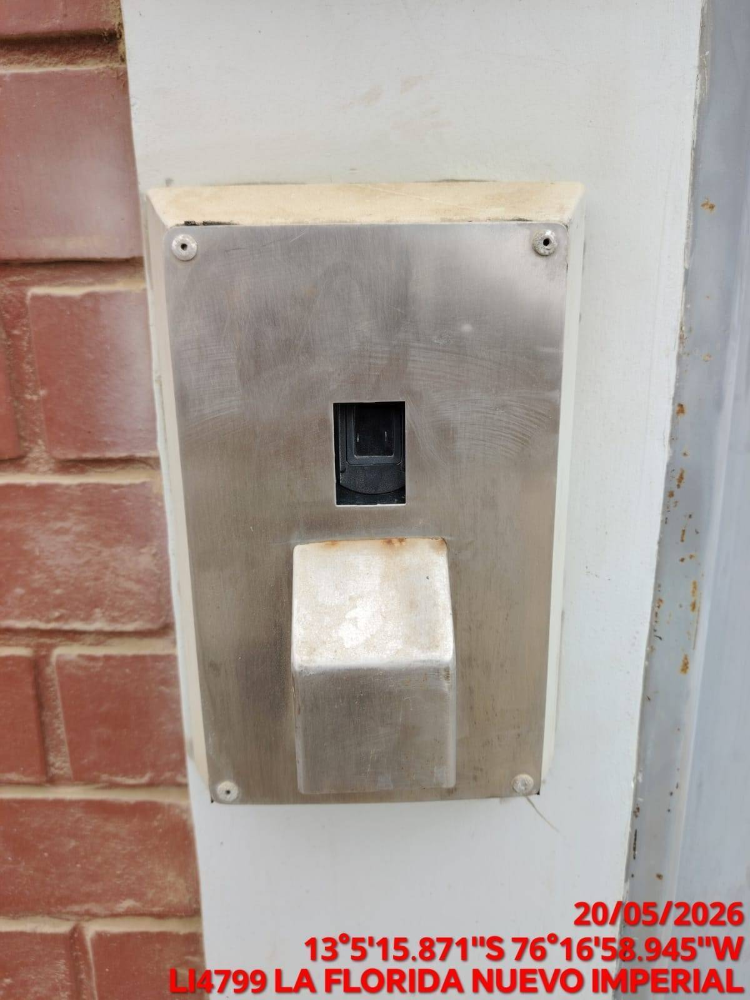 20/05/2026
13°5'15.871"S 76°16'58.945"W
LI4799 LA FLORIDA NUEVO IMPERIAL